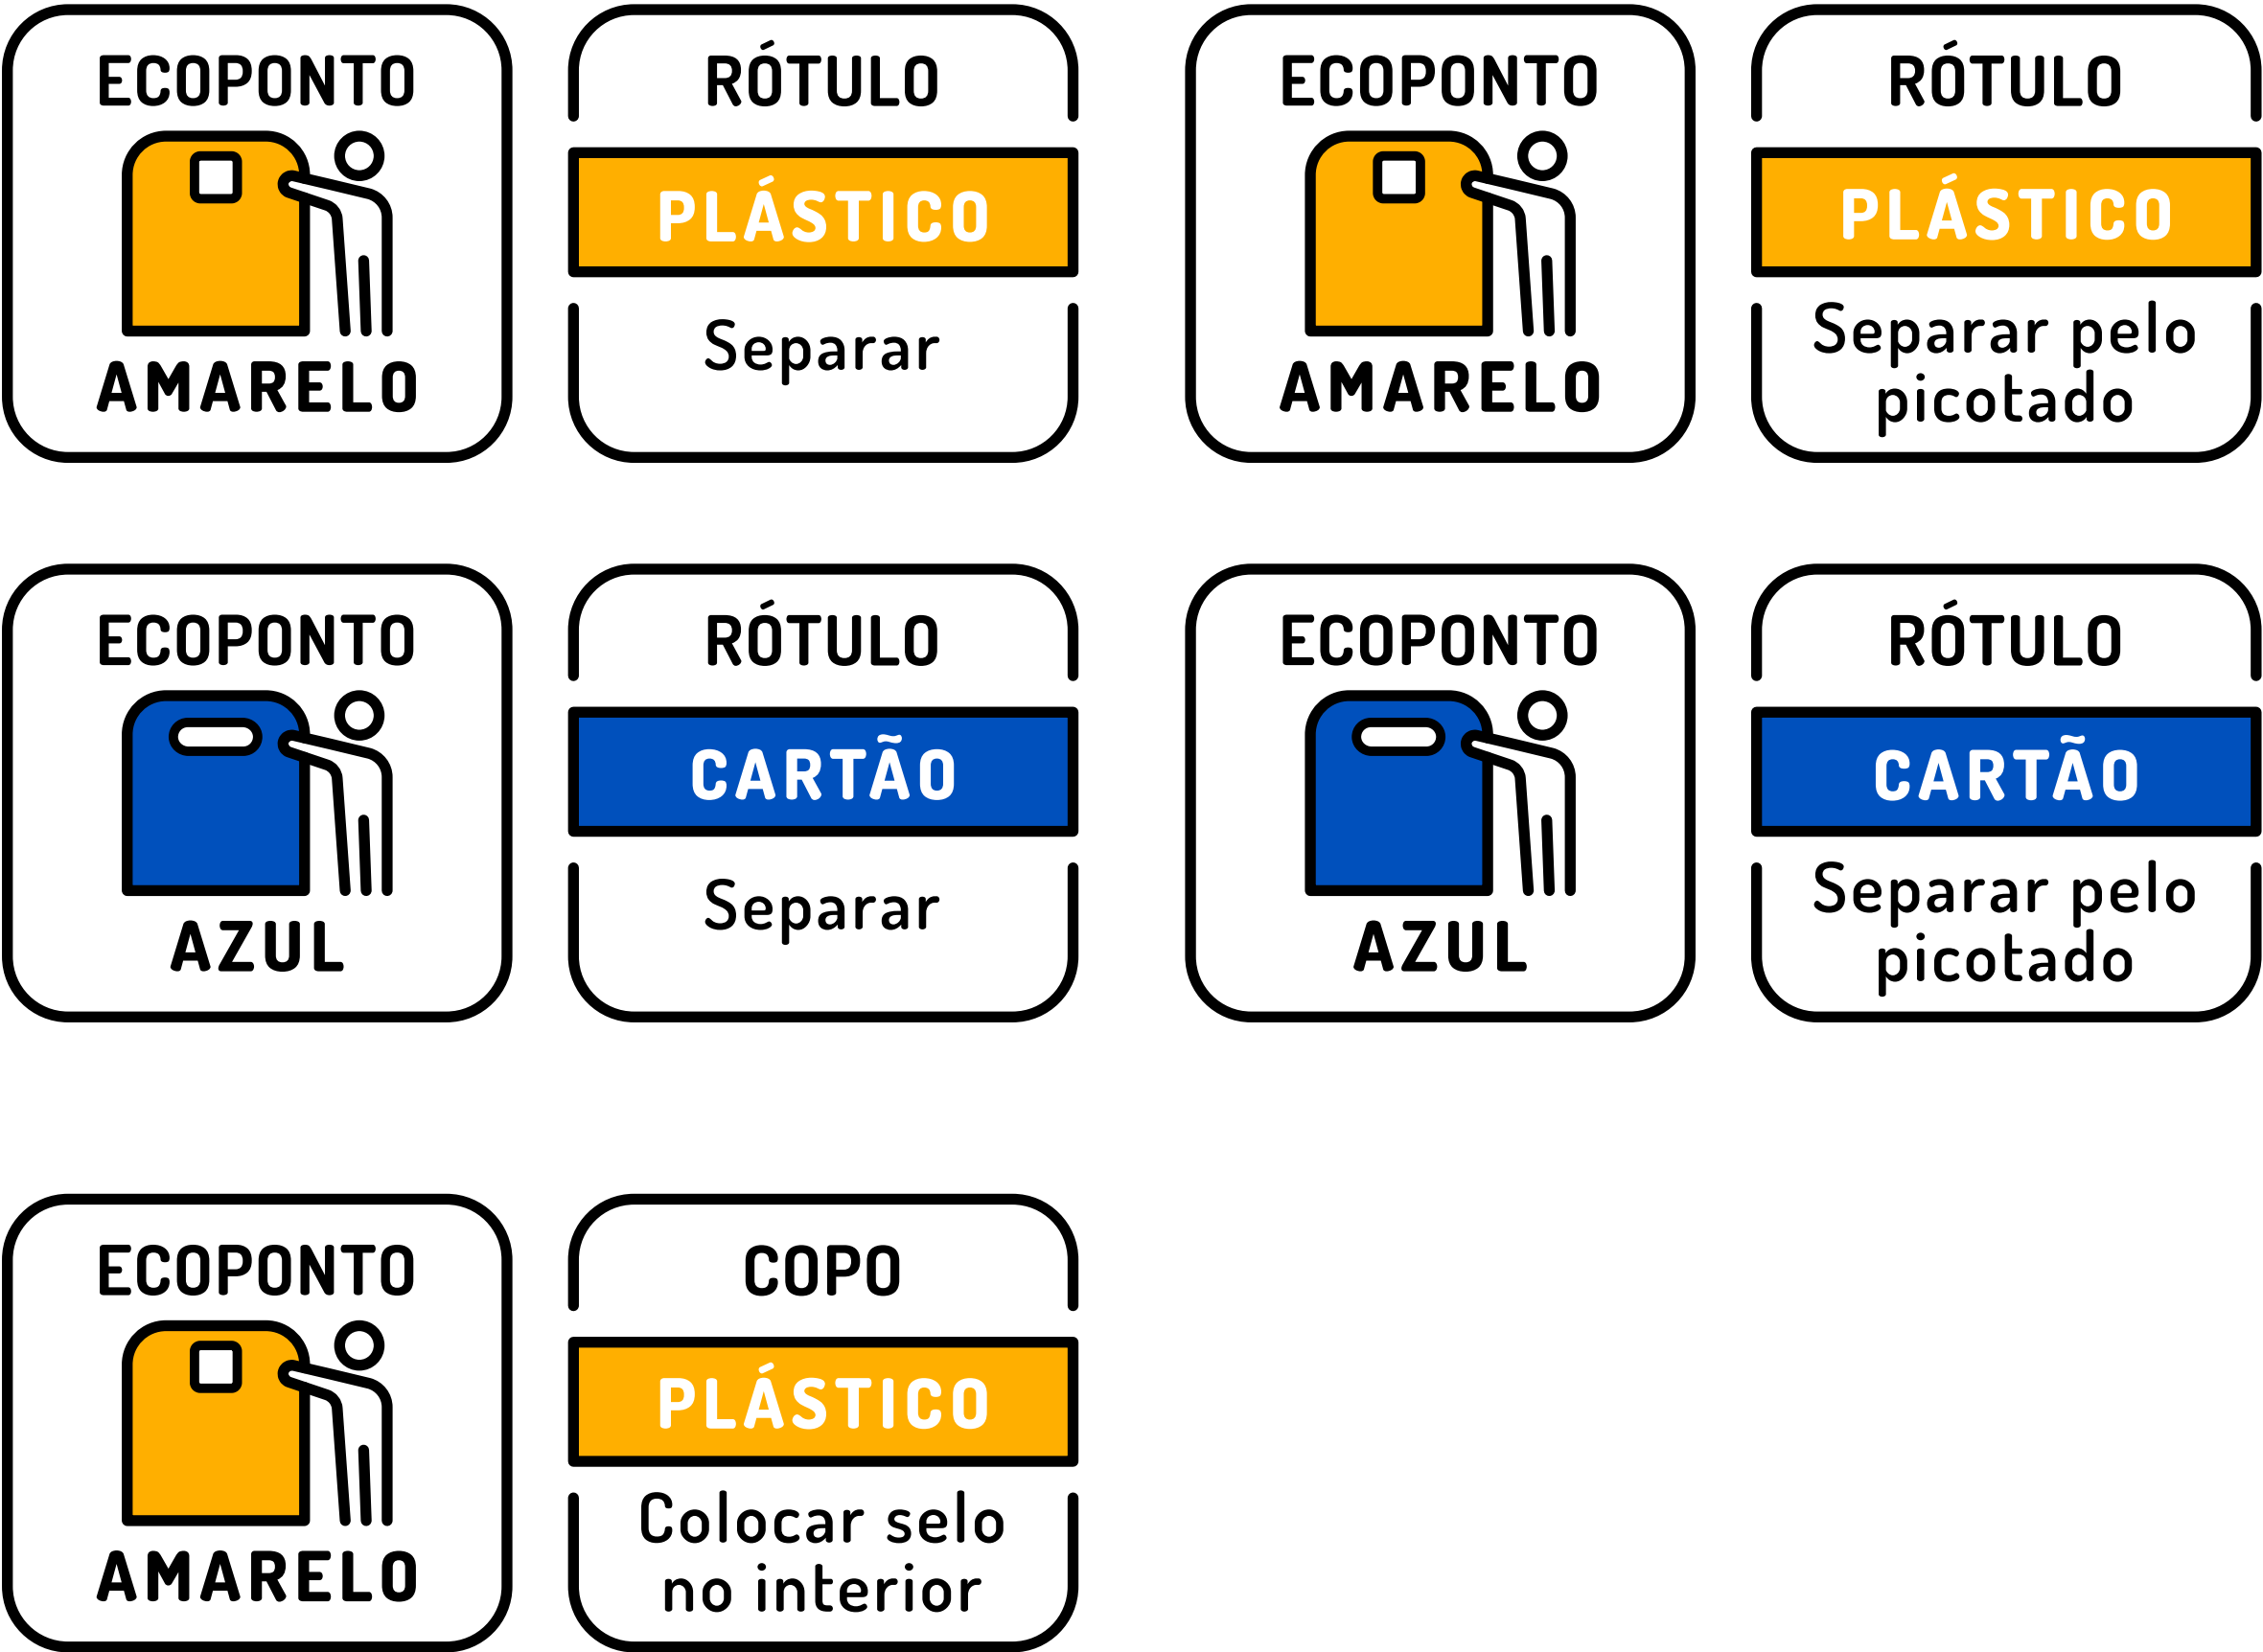 ECOPONTO
AMARELO
RÓTULO
PLÁSTICO
Separar
ECOPONTO
AMARELO
RÓTULO
PLÁSTICO
Separar pelo
picotado
ECOPONTO
AZUL
RÓTULO
CARTÃO
Separar
ECOPONTO
AZUL
RÓTULO
CARTÃO
Separar pelo
picotado
ECOPONTO
AMARELO
COPO
PLÁSTICO
Colocar selo
no interior